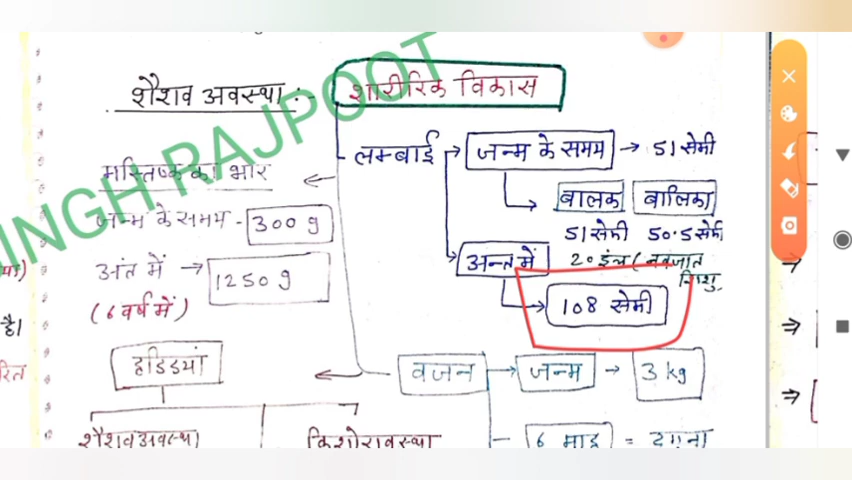 शैशव अवस्था :-
शारीरिक विकास
INGH RAJPOOT
लम्बाई → जन्म के समय → 51 सेमी
बालक बालिका
51 सेमी 50.5 सेमी
20 इंच (नवजात शिशु
अन्त में
108 सेमी
मस्तिष्क का भार
जन्म के समय - 300 g
अंत में → 1250 g
(6 वर्ष में)
है।
हडिडयां
शैशवअवस्था किशोरावस्था
वजन → जन्म → 3 kg
6 माह = दुगुना